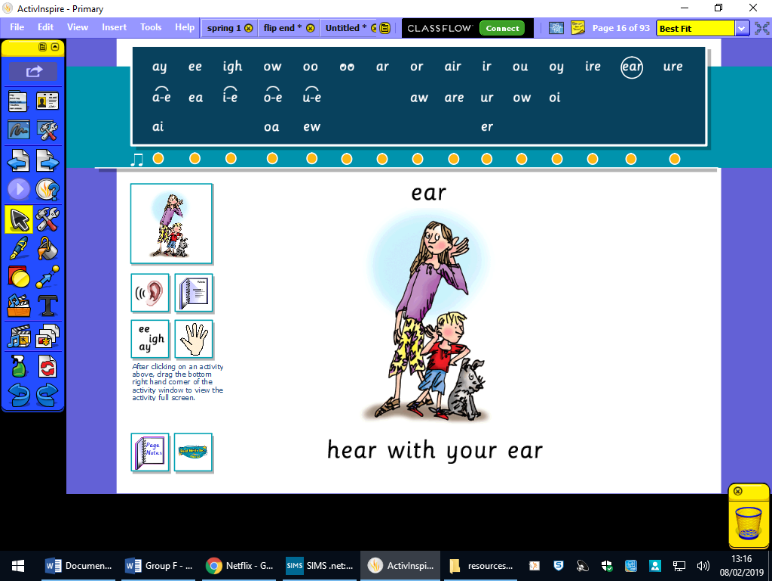 ActivInspire - Primary
File Edit View Insert Tools Help spring 1 flip end * Untitled * CLASSFLOW Connect Page 16 of 93 Best Fit
ay ee igh ow oo oo ar or air ir ou oy ire ear ure
a-e ea i-e o-e u-e aw are ur ow oi
ai oa ew er
ear
ee
igh
ay
After clicking on an activity
above, drag the bottom
right hand corner of the
activity window to view the
activity full screen.
Page
Notes
hear with your ear
Documen... Group F - ... Netflix - G... SIMS SIMS .net:... ActivInspire - ... resources...
13:16
08/02/2019